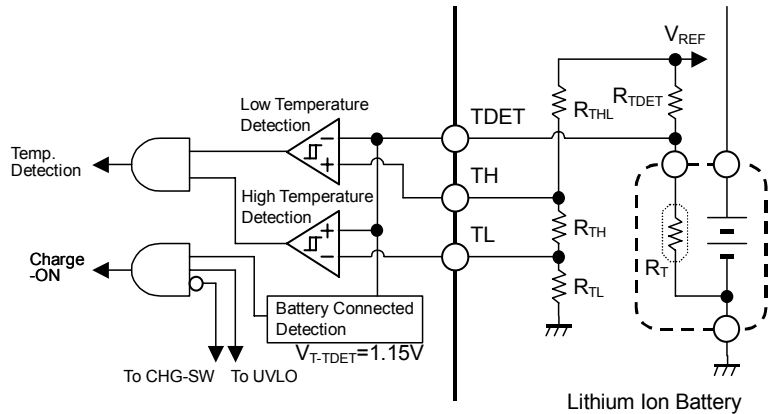 V_REF
Low Temperature
Detection
R_THL
R_TDET
TDET
Temp.
Detection
TH
High Temperature
Detection
TL
R_TH
R_T
Charge
-ON
R_TL
Battery Connected
Detection
V_T-TDET=1.15V
To CHG-SW
To UVLO
Lithium Ion Battery